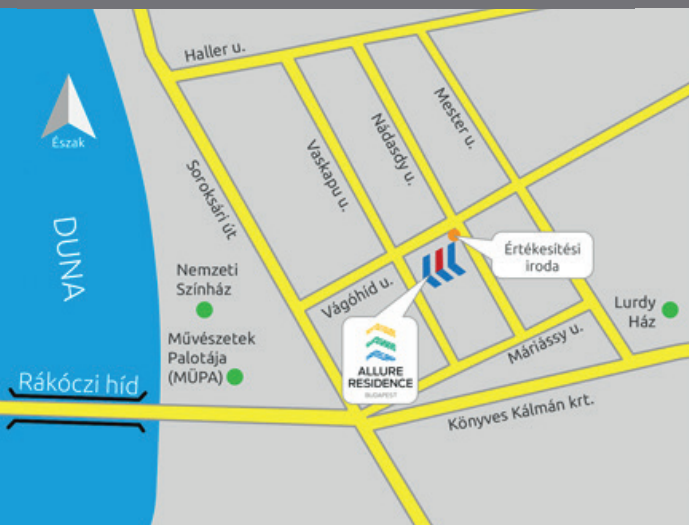 Haller u.
Észak
Mester u.
Nádasdy u.
Vaskapu u.
Soroksári út
DUNA
Értékesítési
iroda
Nemzeti
Színház
Vágóhíd u.
Lurdy
Ház
Művészetek
Palotája
(MÜPA)
Máriássy u.
ALLURE
RESIDENCE
BUDAPEST
Rákóczi híd
Könyves Kálmán krt.